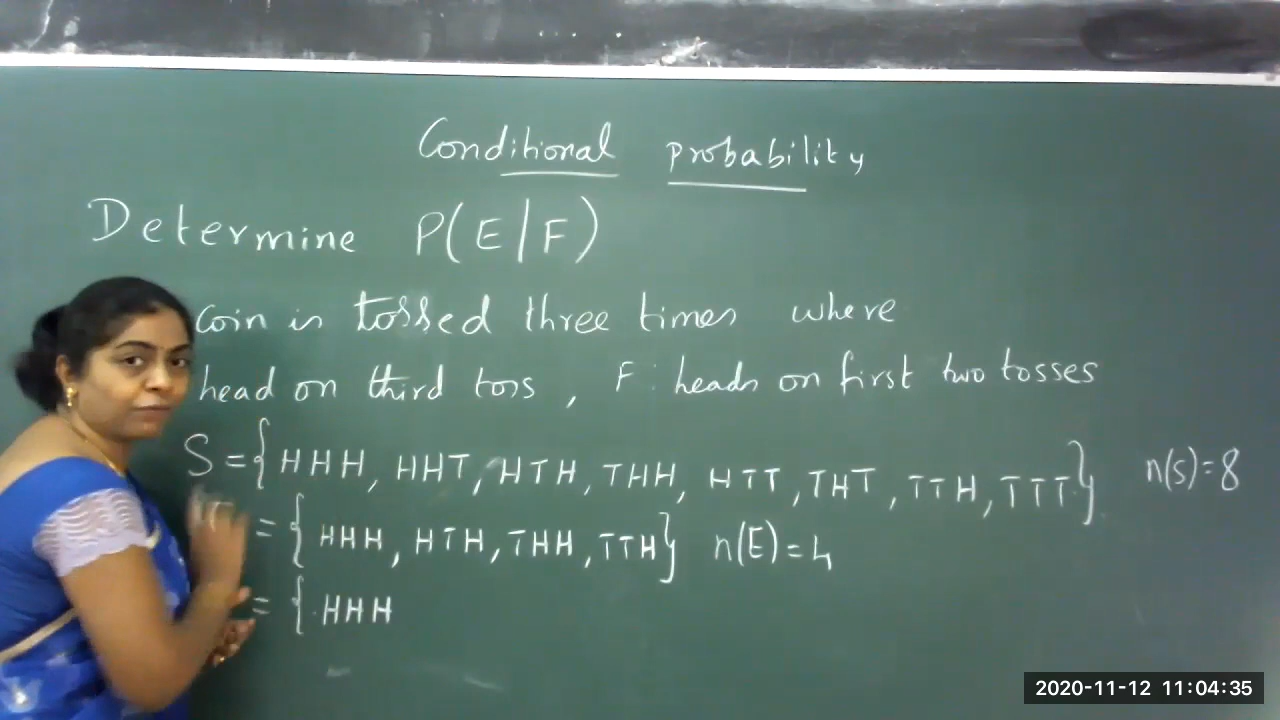 Conditional probability
Determine P(E/F)
coin is tossed three times where
head on third toss , F : heads on first two tosses
S = { HHH, HHT, HTH, THH, HTT, THT, TTH, TTT } n(s) = 8
= { HHH, HTH, THH, TTH } n(E) = 4
= { HHH
2020-11-12 11:04:35